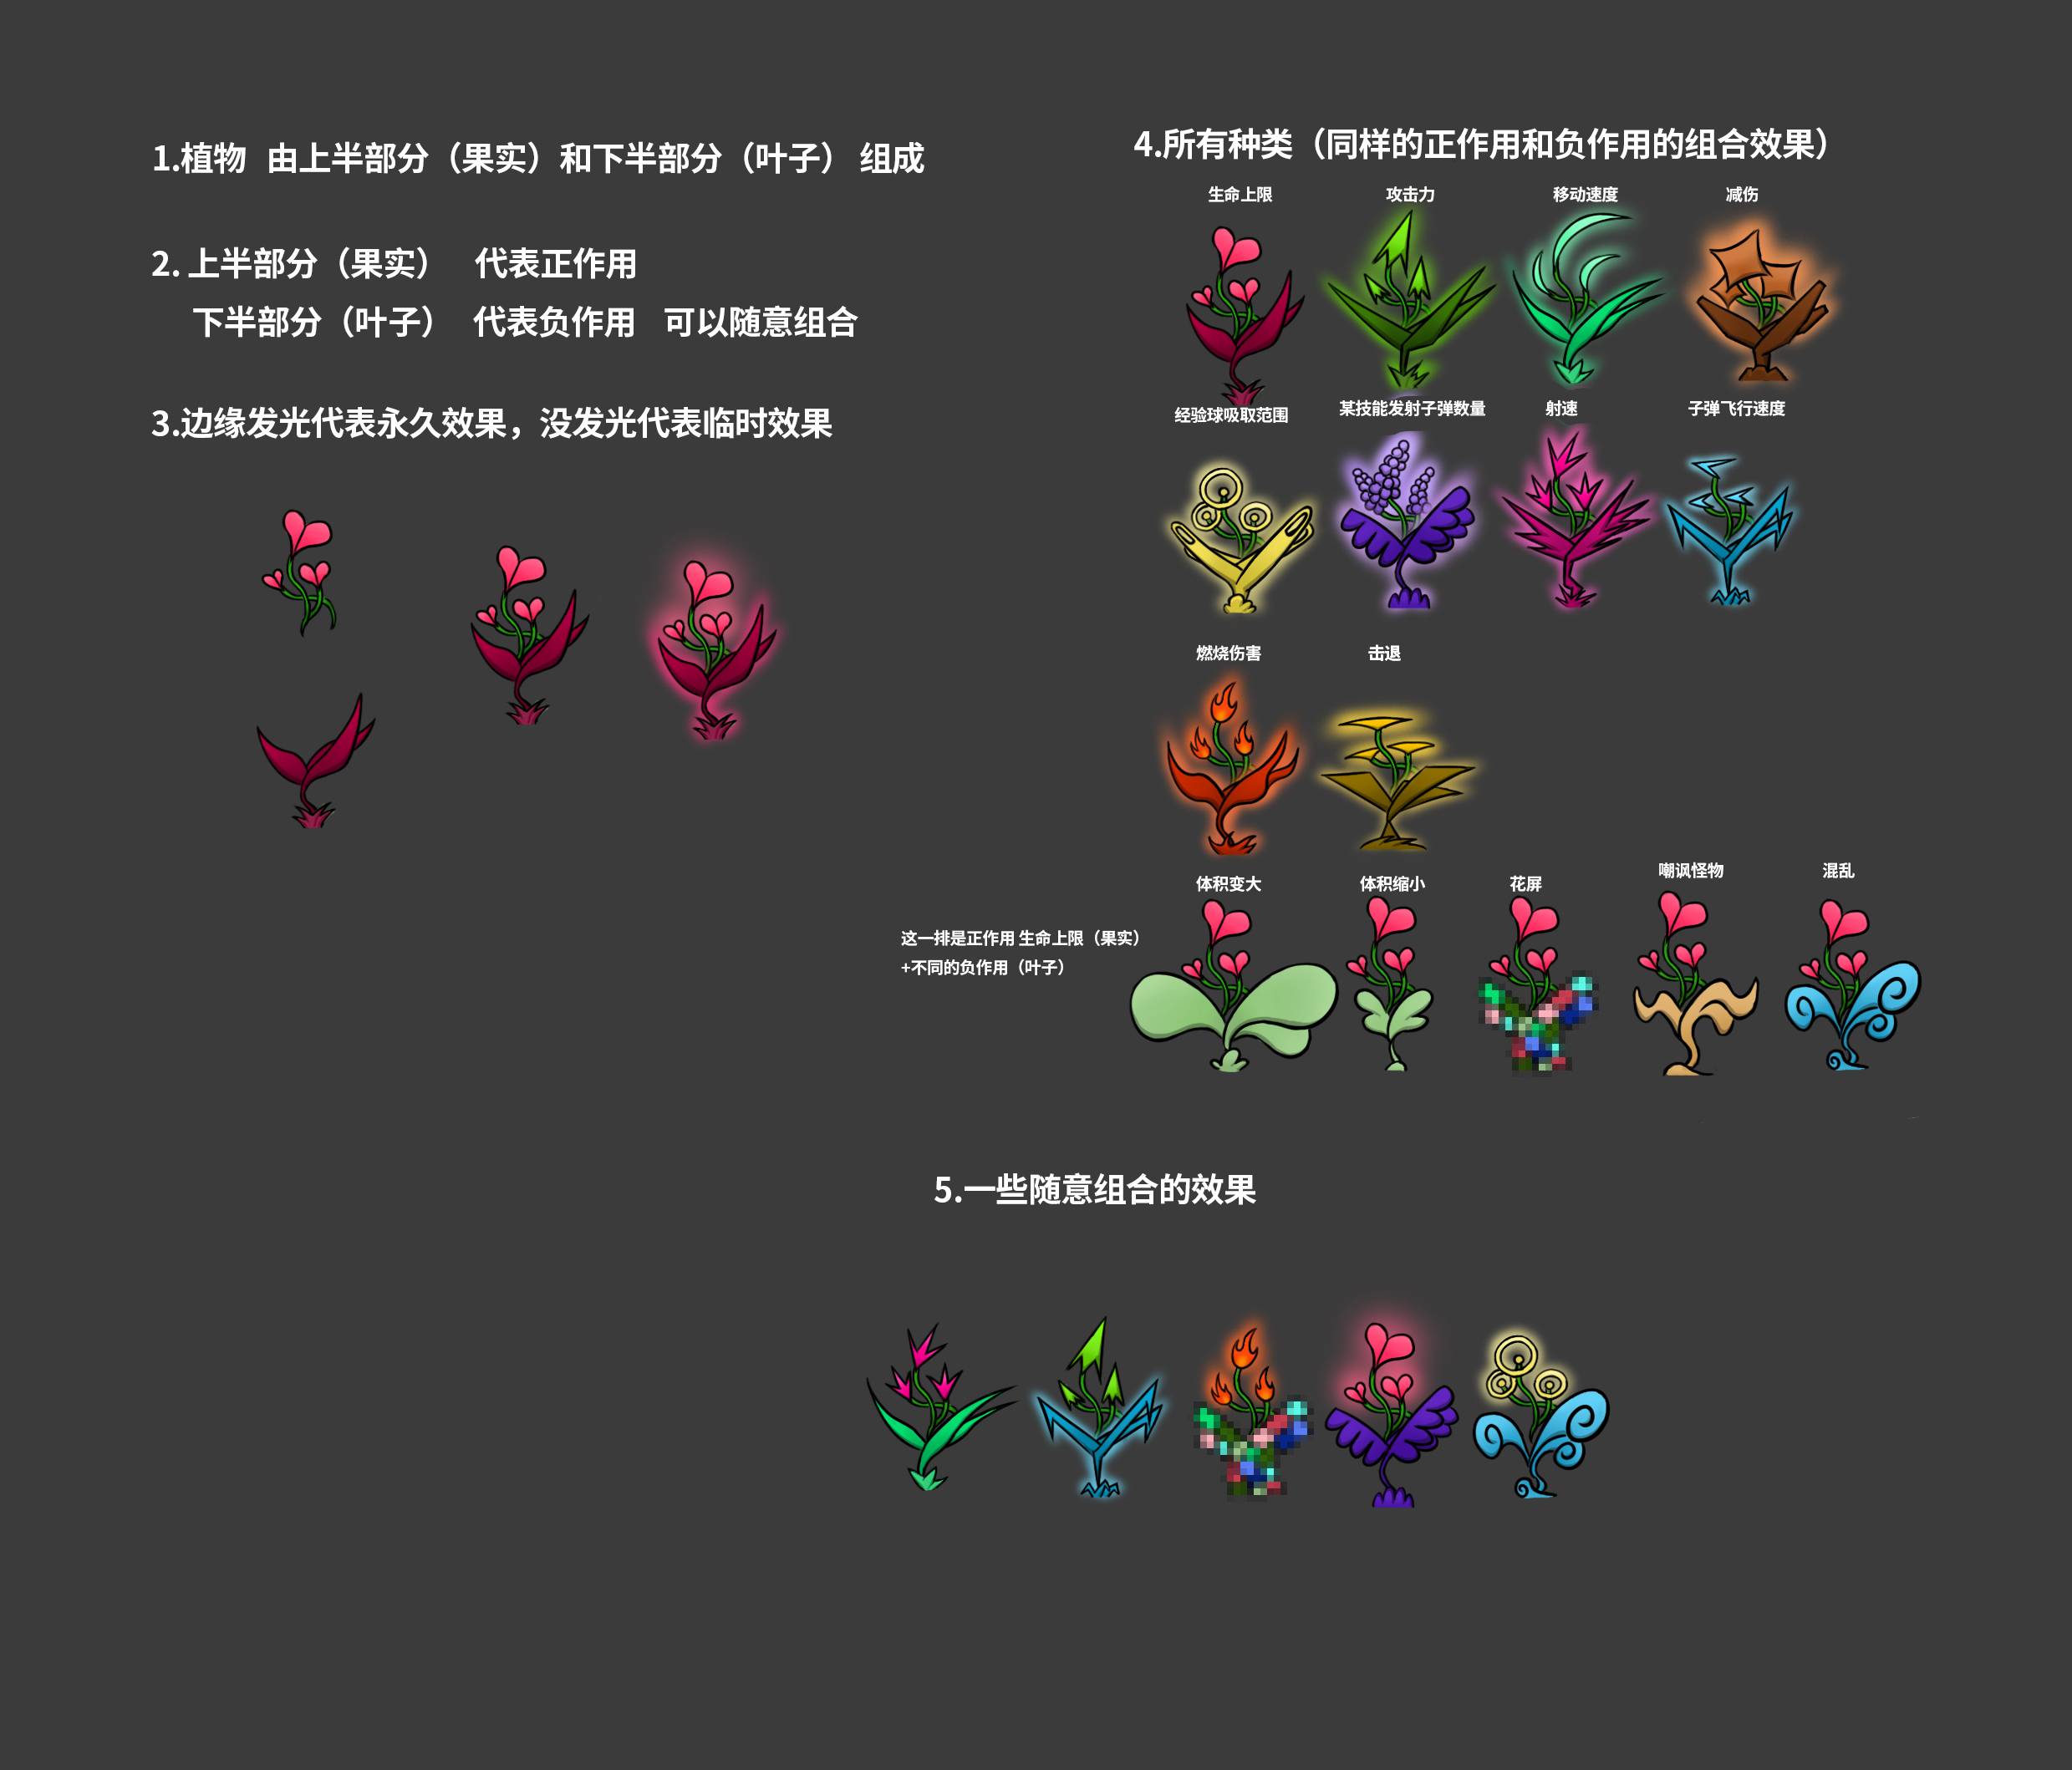 1.植物 由上半部分（果实）和下半部分（叶子） 组成
2. 上半部分（果实） 代表正作用
下半部分（叶子） 代表负作用 可以随意组合
3.边缘发光代表永久效果，没发光代表临时效果
4.所有种类（同样的正作用和负作用的组合效果）
生命上限 攻击力 移动速度 减伤
经验球吸取范围 某技能发射子弹数量 射速 子弹飞行速度
燃烧伤害 击退
体积变大 体积缩小 花屏 嘲讽怪物 混乱
这一排是正作用 生命上限（果实）
+不同的负作用（叶子）
5.一些随意组合的效果